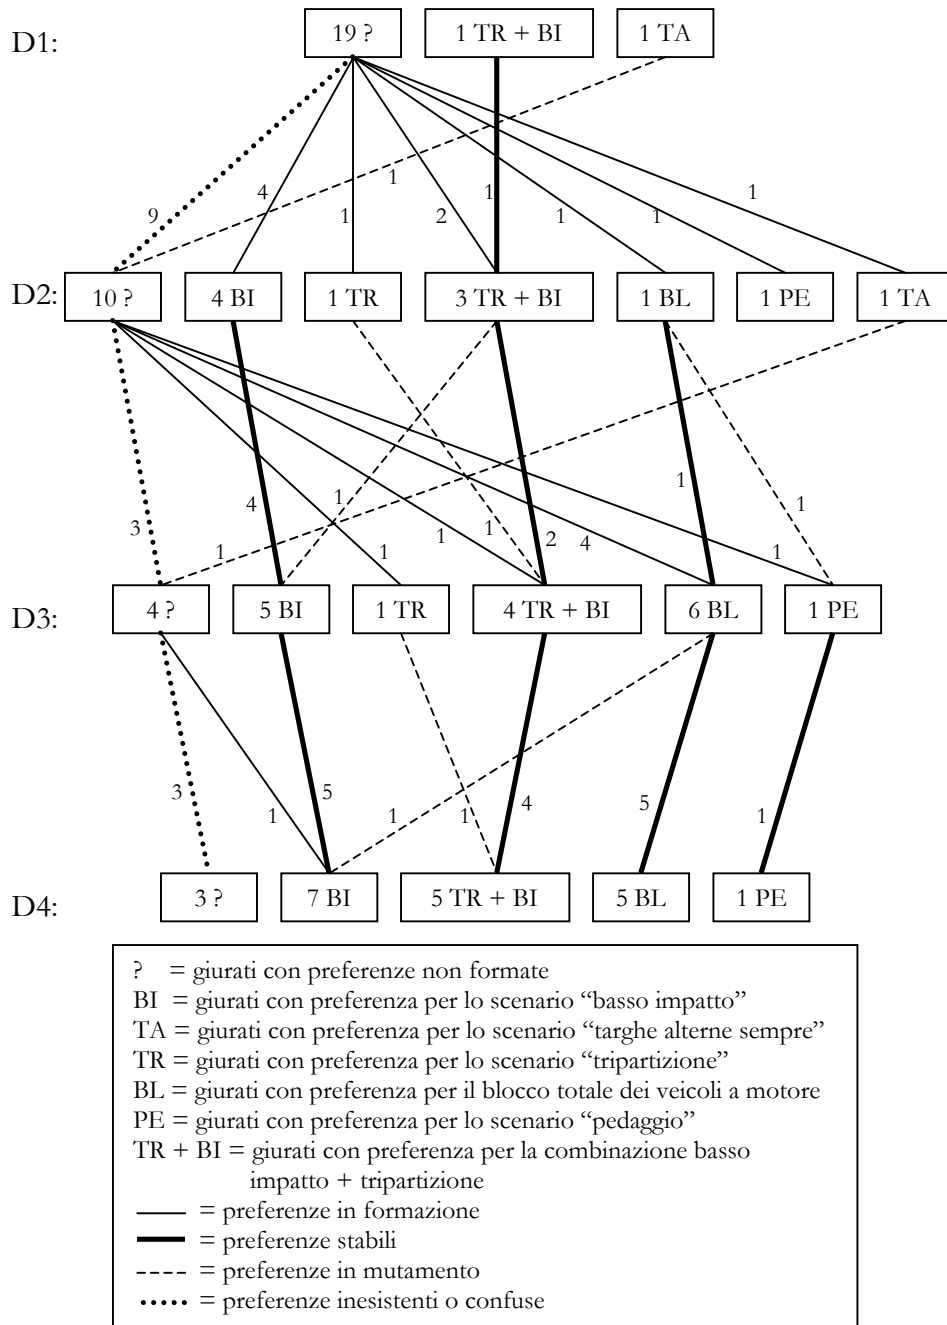 D1:
19 ?
1 TR + BI
1 TA
9
4
1
2
1
1
1
1
1
D2:
10 ?
4 BI
1 TR
3 TR + BI
1 BL
1 PE
1 TA
3
1
4
1
1
1
1
2
4
1
1
1
D3:
4 ?
5 BI
1 TR
4 TR + BI
6 BL
1 PE
3
1
5
1
1
4
5
1
D4:
3 ?
7 BI
5 TR + BI
5 BL
1 PE
? = giurati con preferenze non formate
BI = giurati con preferenza per lo scenario “basso impatto”
TA = giurati con preferenza per lo scenario “targhe alterne sempre”
TR = giurati con preferenza per lo scenario “tripartizione”
BL = giurati con preferenza per il blocco totale dei veicoli a motore
PE = giurati con preferenza per lo scenario “pedaggio”
TR + BI = giurati con preferenza per la combinazione basso
impatto + tripartizione
= preferenze in formazione
= preferenze stabili
= preferenze in mutamento
= preferenze inesistenti o confuse